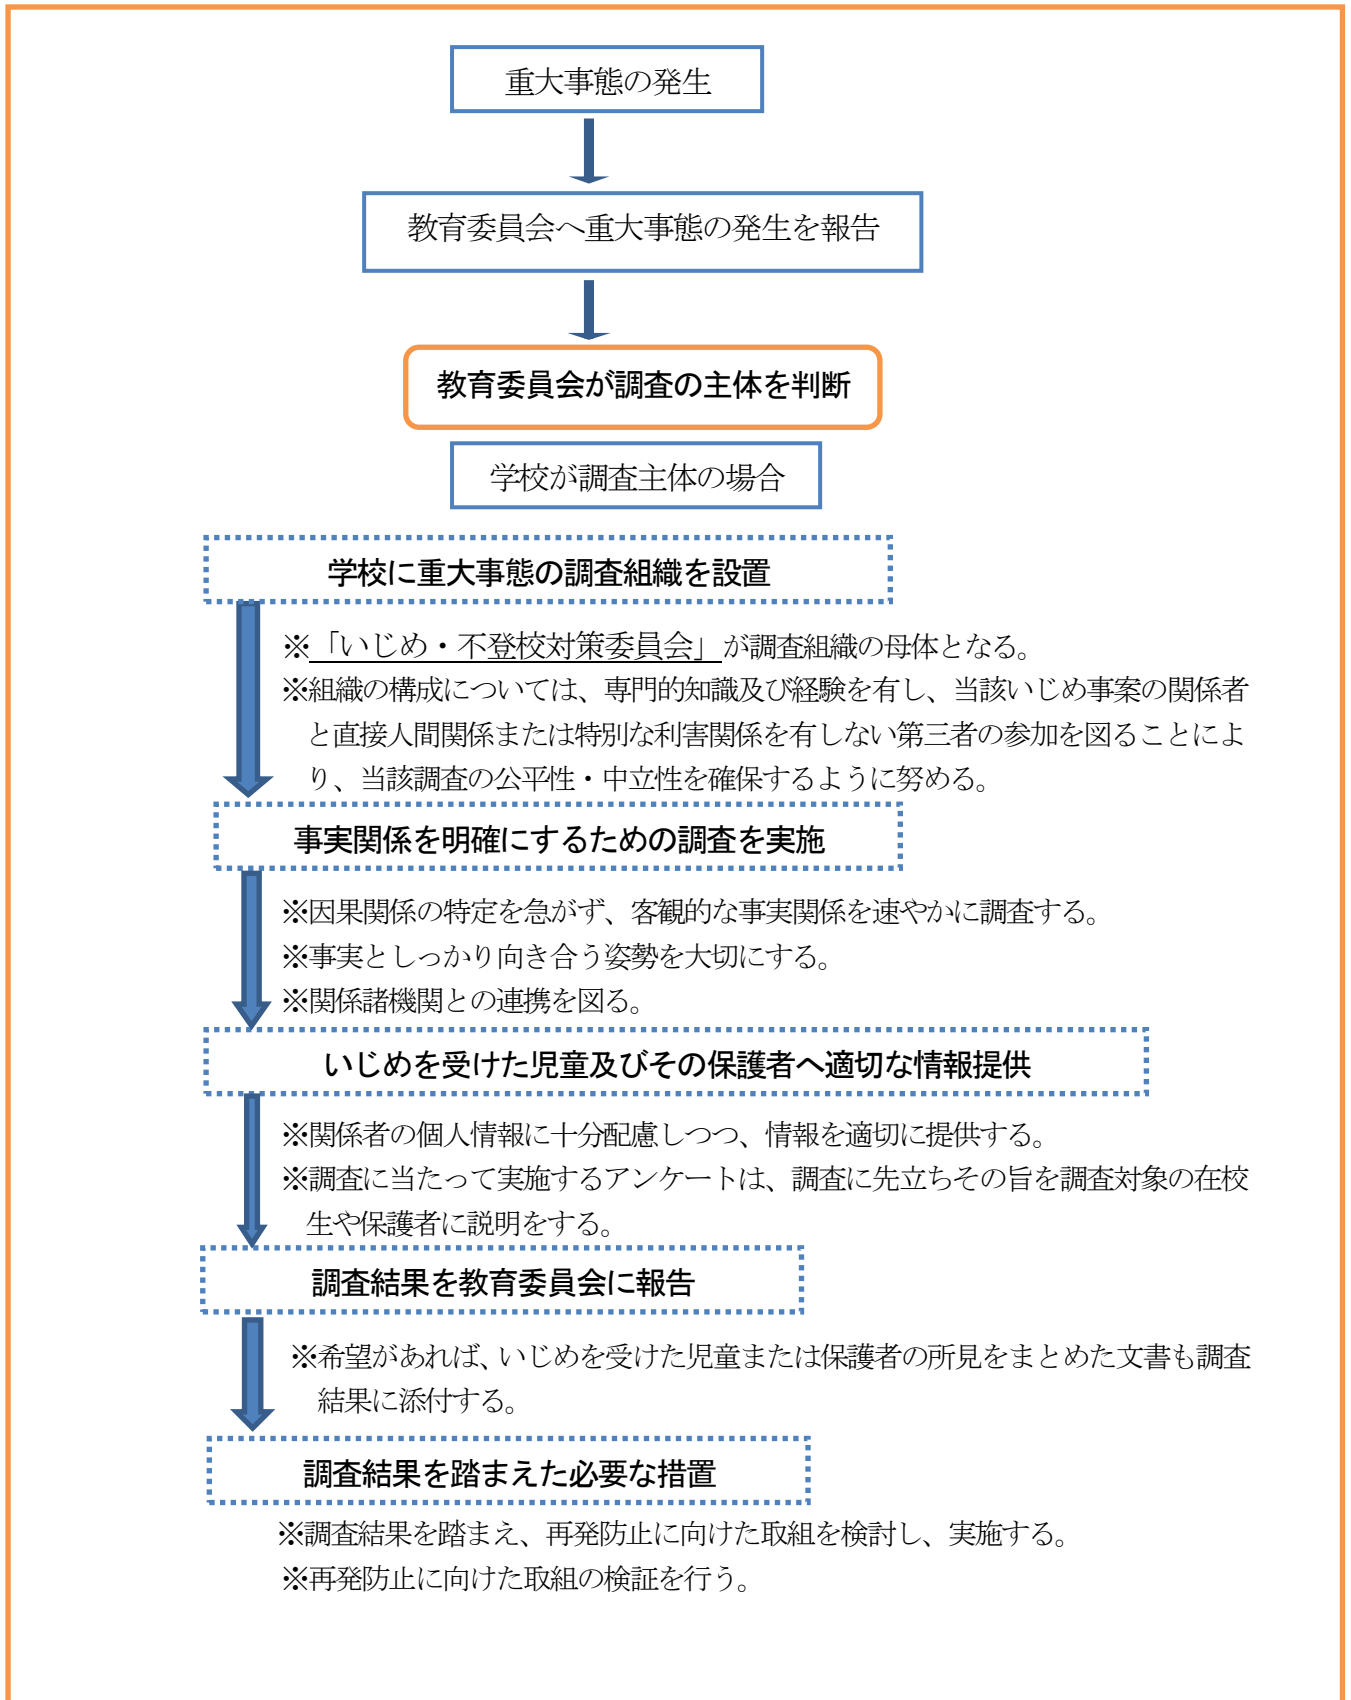 重大事態の発生
教育委員会へ重大事態の発生を報告
教育委員会が調査の主体を判断
学校が調査主体の場合
学校に重大事態の調査組織を設置
※「いじめ・不登校対策委員会」が調査組織の母体となる。
※組織の構成については、専門的知識及び経験を有し、当該いじめ事案の関係者
と直接人間関係または特別な利害関係を有しない第三者の参加を図ることによ
り、当該調査の公平性・中立性を確保するように努める。
事実関係を明確にするための調査を実施
※因果関係の特定を急がず、客観的な事実関係を速やかに調査する。
※事実としっかり向き合う姿勢を大切にする。
※関係諸機関との連携を図る。
いじめを受けた児童及びその保護者へ適切な情報提供
※関係者の個人情報に十分配慮しつつ、情報を適切に提供する。
※調査に当たって実施するアンケートは、調査に先立ちその旨を調査対象の在校
生や保護者に説明をする。
調査結果を教育委員会に報告
※希望があれば、いじめを受けた児童または保護者の所見をまとめた文書も調査
結果に添付する。
調査結果を踏まえた必要な措置
※調査結果を踏まえ、再発防止に向けた取組を検討し、実施する。
※再発防止に向けた取組の検証を行う。